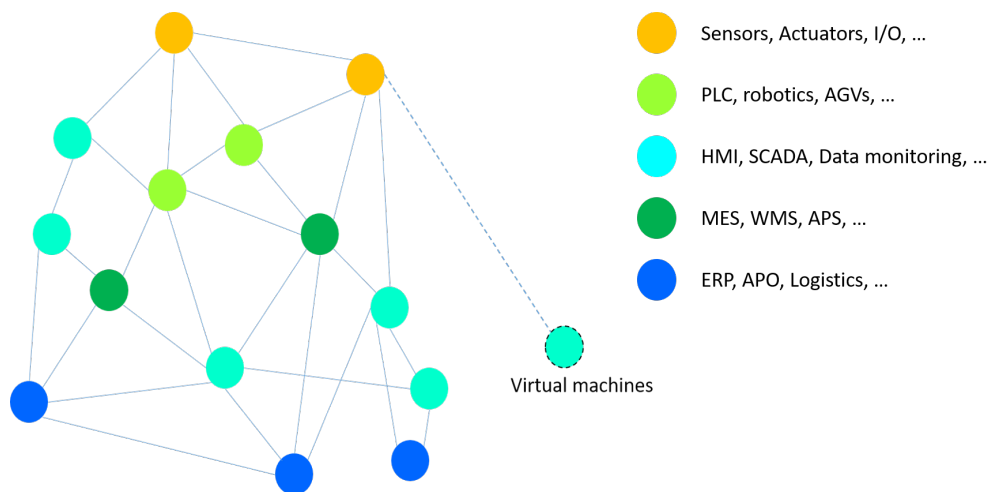 Sensors, Actuators, I/O, ...
PLC, robotics, AGVs, ...
HMI, SCADA, Data monitoring, ...
MES, WMS, APS, ...
ERP, APO, Logistics, ...
Virtual machines